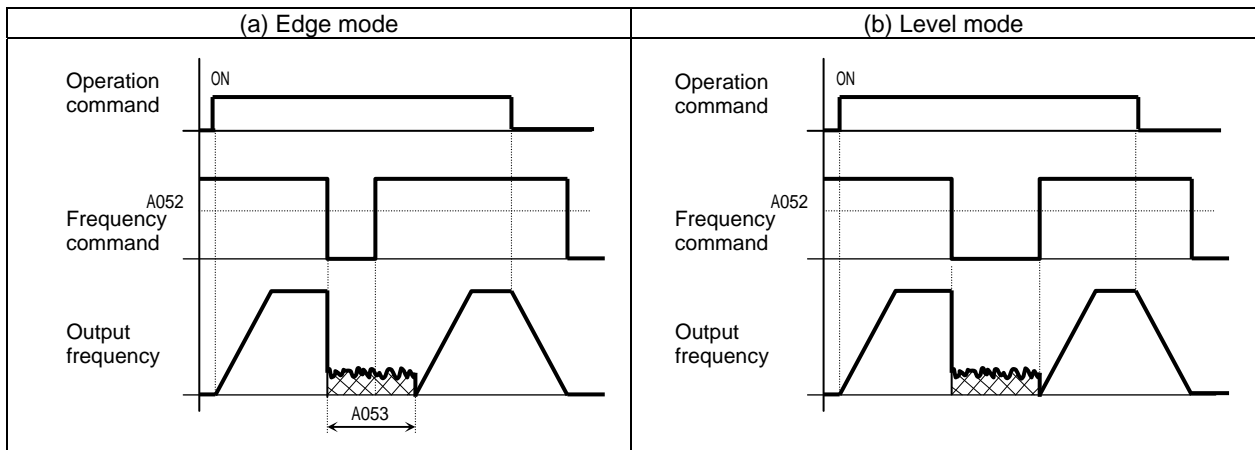 (a) Edge mode
Operation
command
ON
A052
Frequency
command
Output
frequency
A053
(b) Level mode
Operation
command
ON
A052
Frequency
command
Output
frequency